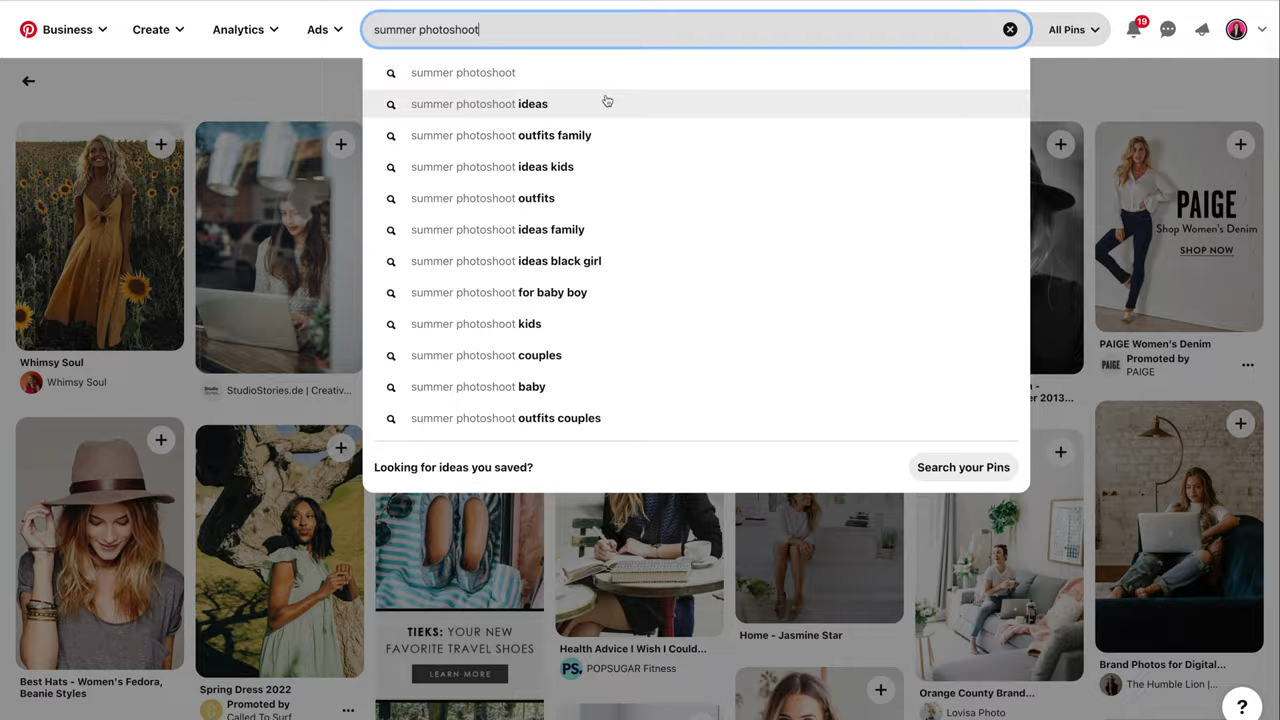 Business
Create
Analytics
Ads
summer photoshoot
All Pins
19
summer photoshoot
summer photoshoot ideas
summer photoshoot outfits family
summer photoshoot ideas kids
summer photoshoot outfits
summer photoshoot ideas family
summer photoshoot ideas black girl
summer photoshoot for baby boy
summer photoshoot kids
summer photoshoot couples
summer photoshoot baby
summer photoshoot outfits couples
Looking for ideas you saved?
Search your Pins
Whimsy Soul
Whimsy Soul
StudioStories.de | Creativ...
PAIGE
Shop Women's Denim
SHOP NOW
PAIGE Women's Denim
PAIGE
Promoted by
PAIGE
2013...
Best Hats - Women's Fedora,
Beanie Styles
Spring Dress 2022
Promoted by
Called To Surf
TIEKS: YOUR NEW
FAVORITE TRAVEL SHOES
LEARN MORE
Health Advice I Wish I Could...
PS.
POPSUGAR Fitness
Home - Jasmine Star
Orange County Brand...
Lovisa Photo
Brand Photos for Digital...
The Humble Lion |...
?